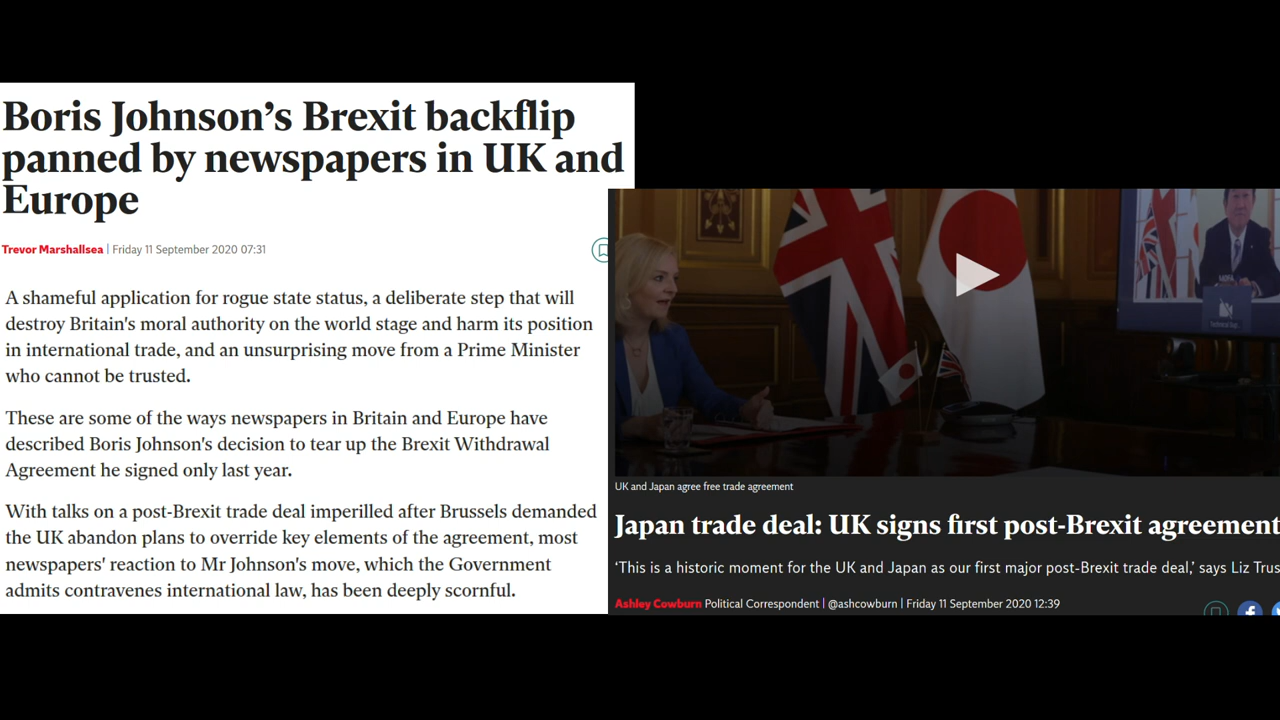 Boris Johnson’s Brexit backflip
panned by newspapers in UK and
Europe
Trevor Marshallsea | Friday 11 September 2020 07:31
A shameful application for rogue state status, a deliberate step that will
destroy Britain's moral authority on the world stage and harm its position
in international trade, and an unsurprising move from a Prime Minister
who cannot be trusted.
These are some of the ways newspapers in Britain and Europe have
described Boris Johnson's decision to tear up the Brexit Withdrawal
Agreement he signed only last year.
With talks on a post-Brexit trade deal imperilled after Brussels demanded
the UK abandon plans to override key elements of the agreement, most
newspapers' reaction to Mr Johnson's move, which the Government
admits contravenes international law, has been deeply scornful.
UK and Japan agree free trade agreement
Japan trade deal: UK signs first post-Brexit agreement
‘This is a historic moment for the UK and Japan as our first major post-Brexit trade deal,’ says Liz Trus
Ashley Cowburn Political Correspondent | @ashcowburn | Friday 11 September 2020 12:39